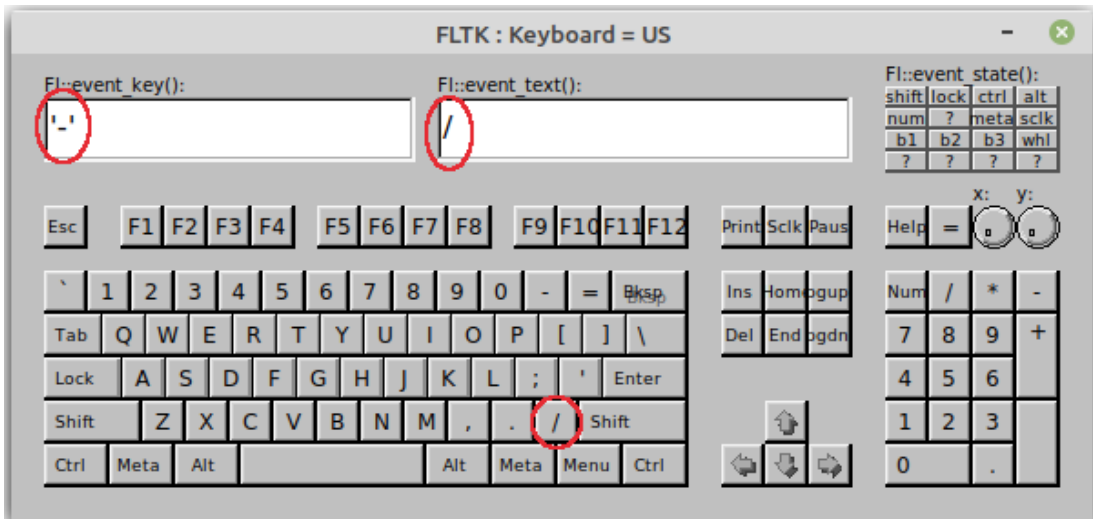 FLTK : Keyboard = US
Fl::event_key():
'-'
Fl::event_text():
/
Fl::event_state():
shift lock ctrl alt
num ? meta sclk
b1 b2 b3 whl
? ? ? ?
x: y:
Esc F1 F2 F3 F4 F5 F6 F7 F8 F9 F10 F11 F12 Print Sclk Paus Help =
` 1 2 3 4 5 6 7 8 9 0 - = Bksp Ins Home pgup Num / * -
Tab Q W E R T Y U I O P [ ] \ Del End pgdn 7 8 9 +
Lock A S D F G H J K L ; ' Enter 4 5 6
Shift Z X C V B N M , . / Shift 1 2 3
Ctrl Meta Alt Alt Meta Menu Ctrl 0 .